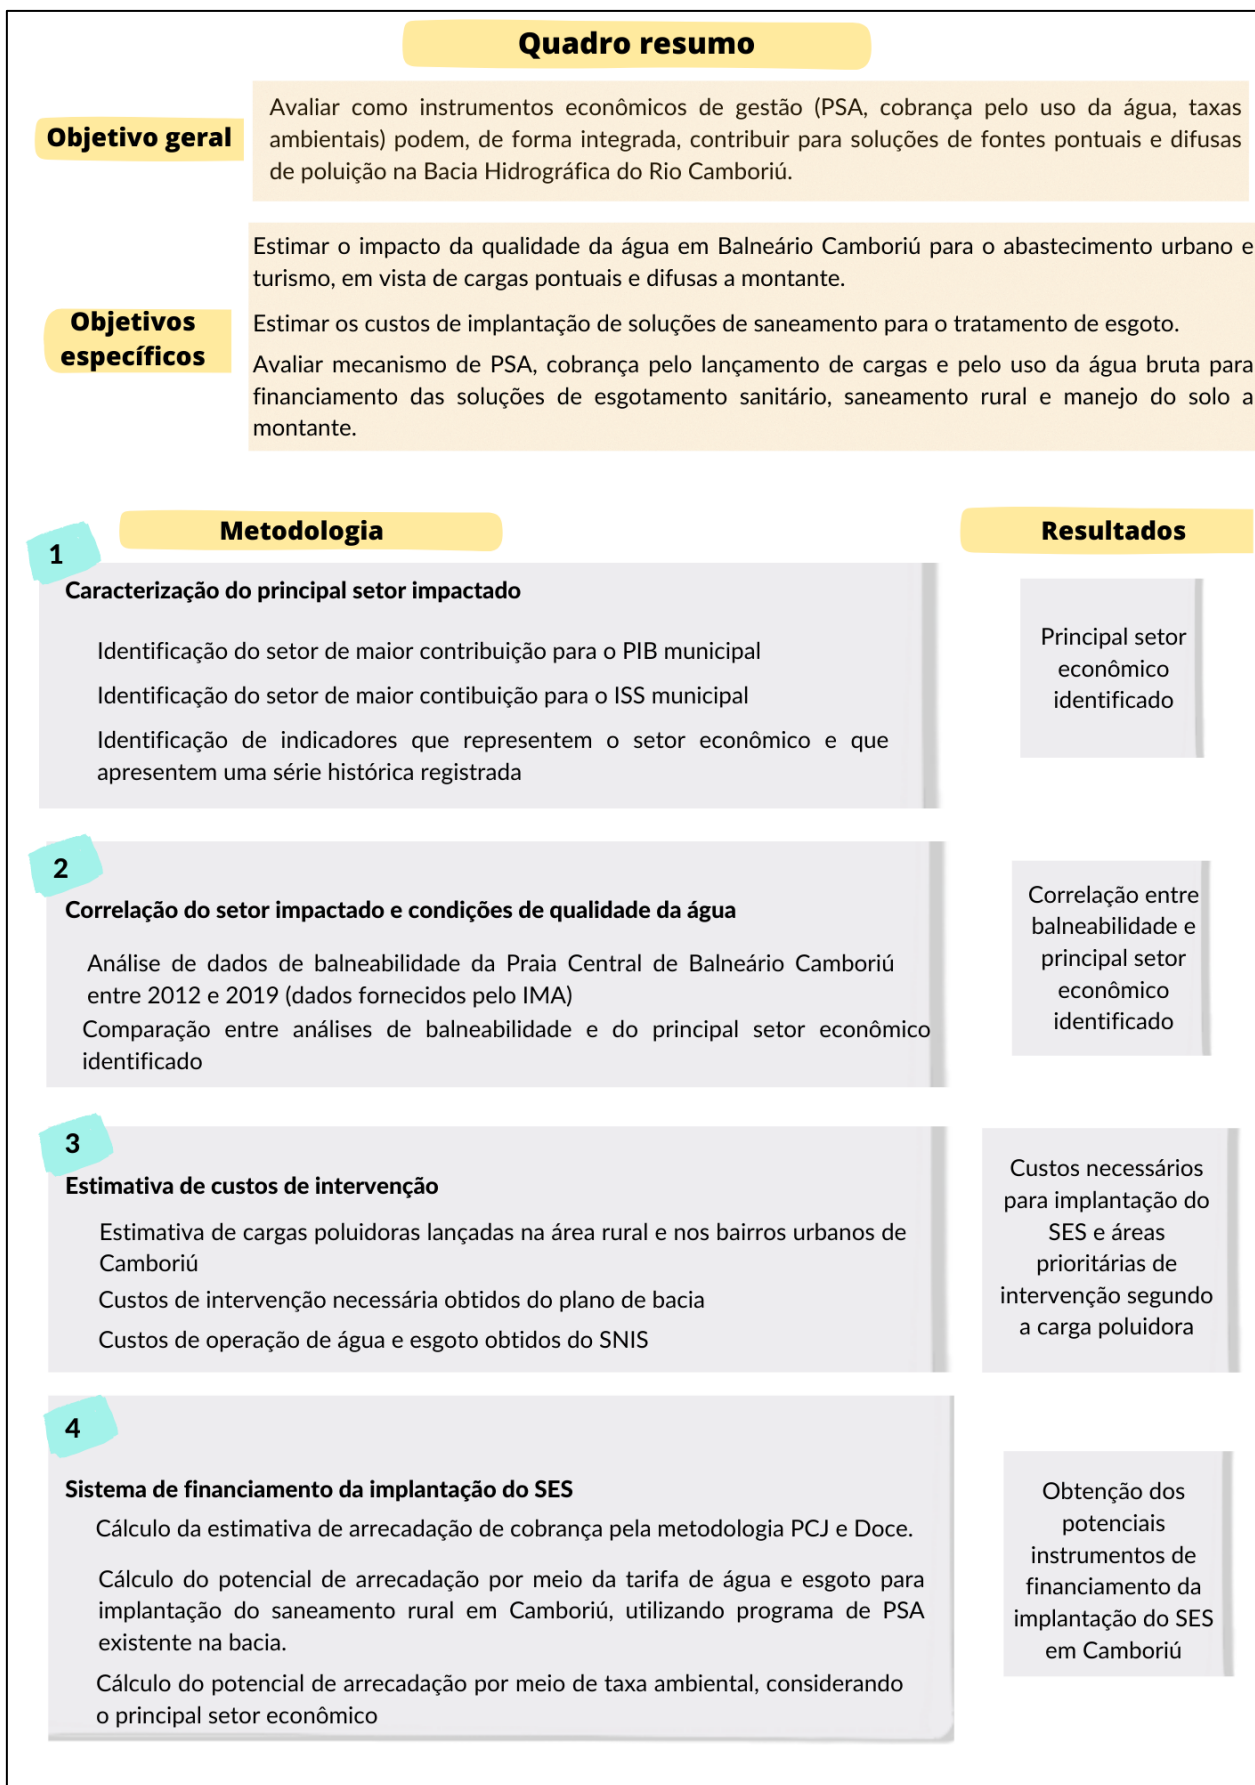 Quadro resumo
Objetivo geral
Avaliar como instrumentos econômicos de gestão (PSA, cobrança pelo uso da água, taxas
ambientais) podem, de forma integrada, contribuir para soluções de fontes pontuais e difusas
de poluição na Bacia Hidrográfica do Rio Camboriú.
Objetivos
específicos
Estimar o impacto da qualidade da água em Balneário Camboriú para o abastecimento urbano e
turismo, em vista de cargas pontuais e difusas a montante.
Estimar os custos de implantação de soluções de saneamento para o tratamento de esgoto.
Avaliar mecanismo de PSA, cobrança pelo lançamento de cargas e pelo uso da água bruta para
financiamento das soluções de esgotamento sanitário, saneamento rural e manejo do solo a
montante.
Metodologia
Resultados
1
Caracterização do principal setor impactado
Identificação do setor de maior contribuição para o PIB municipal
Identificação do setor de maior contibuição para o ISS municipal
Identificação de indicadores que representem o setor econômico e que
apresentem uma série histórica registrada
Principal setor
econômico
identificado
2
Correlação do setor impactado e condições de qualidade da água
Análise de dados de balneabilidade da Praia Central de Balneário Camboriú
entre 2012 e 2019 (dados fornecidos pelo IMA)
Comparação entre análises de balneabilidade e do principal setor econômico
identificado
Correlação entre
balneabilidade e
principal setor
econômico
identificado
3
Estimativa de custos de intervenção
Estimativa de cargas poluidoras lançadas na área rural e nos bairros urbanos de
Camboriú
Custos de intervenção necessária obtidos do plano de bacia
Custos de operação de água e esgoto obtidos do SNIS
Custos necessários
para implantação do
SES e áreas
prioritárias de
intervenção segundo
a carga poluidora
4
Sistema de financiamento da implantação do SES
Cálculo da estimativa de arrecadação de cobrança pela metodologia PCJ e Doce.
Cálculo do potencial de arrecadação por meio da tarifa de água e esgoto para
implantação do saneamento rural em Camboriú, utilizando programa de PSA
existente na bacia.
Cálculo do potencial de arrecadação por meio de taxa ambiental, considerando
o principal setor econômico
Obtenção dos
potenciais
instrumentos de
financiamento da
implantação do SES
em Camboriú